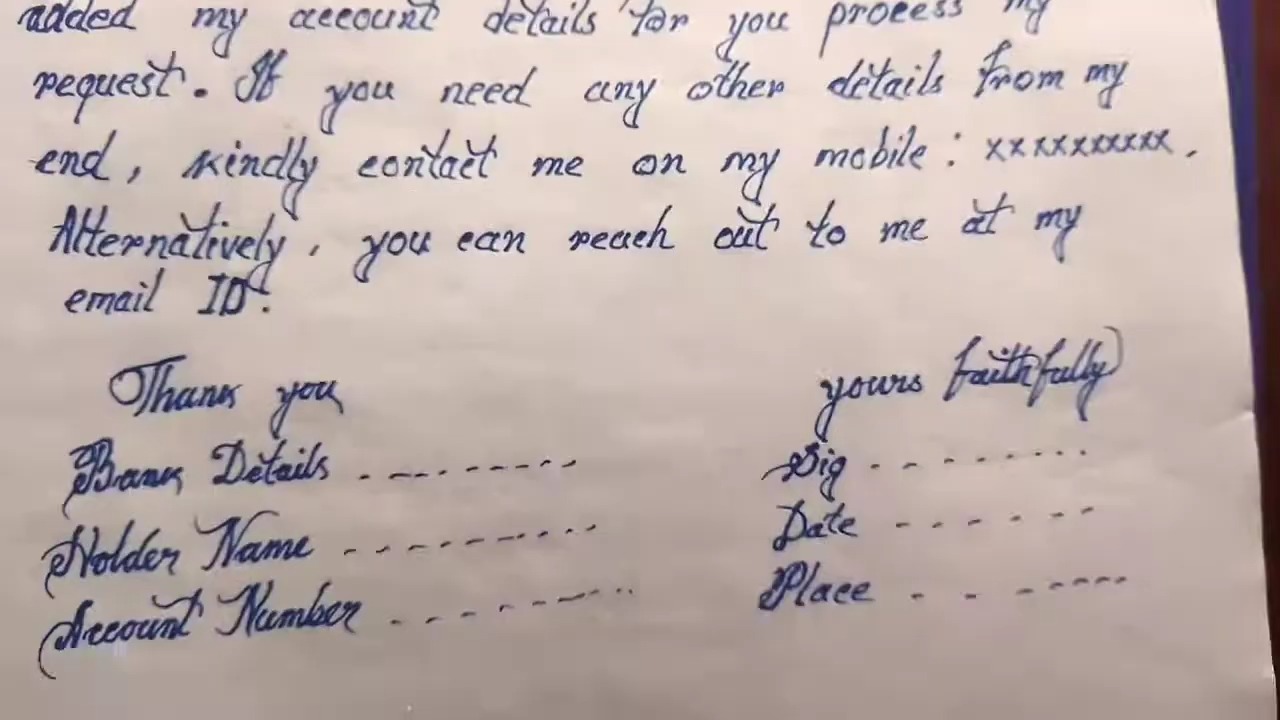 added my account details for you process my
request. If you need any other details from my
end, kindly contact me on my mobile: xxxxxxxxxx.
Alternatively, you can reach out to me at my
email ID.
Thank you
yours faithfully
Bank Details . - - - - - - - -
Sig . - - - - - - .
Holder Name - - - - - - - - -
Date - - - - - -
Account Number . - - - - - - - - . .
Place . - - - - - -